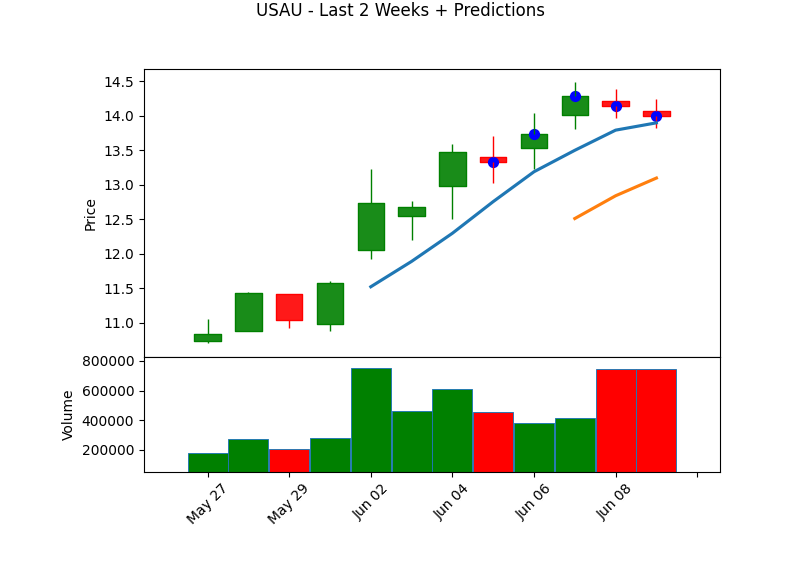 USAU - Last 2 Weeks + Predictions
14.5
14.0
13.5
13.0
12.5
12.0
11.5
11.0
Price
800000
600000
400000
200000
Volume
May 27
May 29
Jun 02
Jun 04
Jun 06
Jun 08